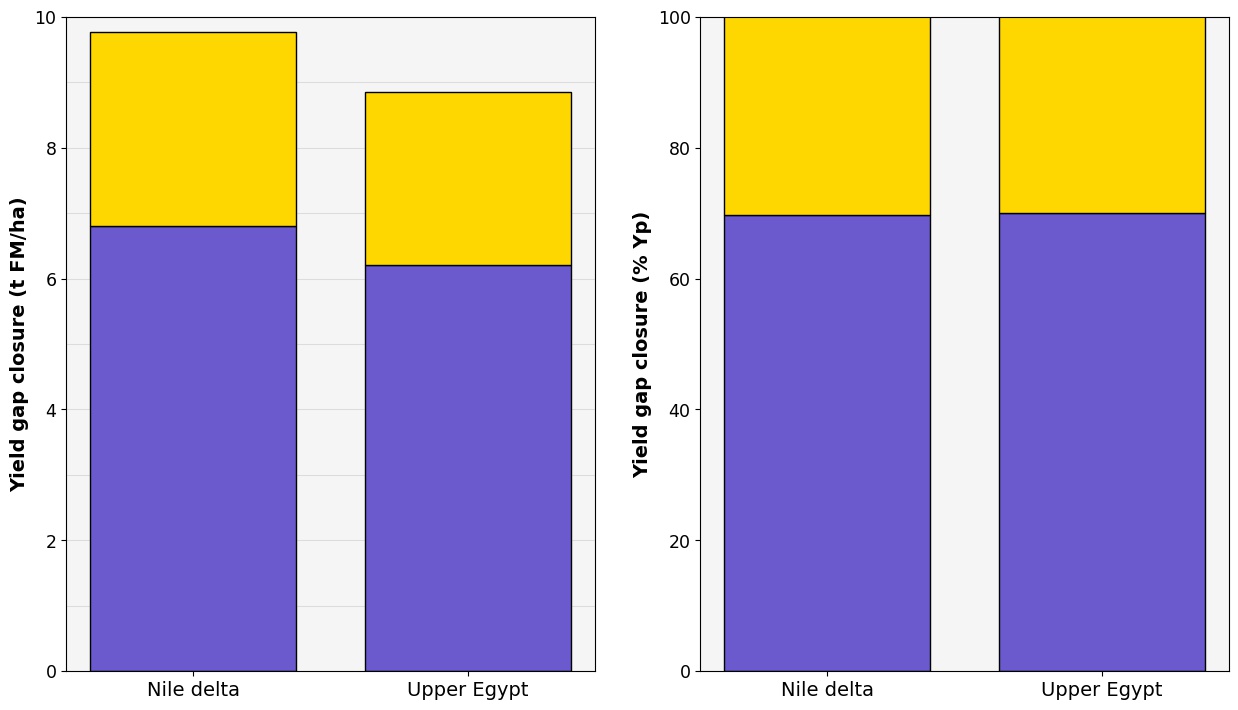 Yield gap closure (t FM/ha)
10
8
6
4
2
0
Nile delta
Upper Egypt
Yield gap closure (% Yp)
100
80
60
40
20
0
Nile delta
Upper Egypt